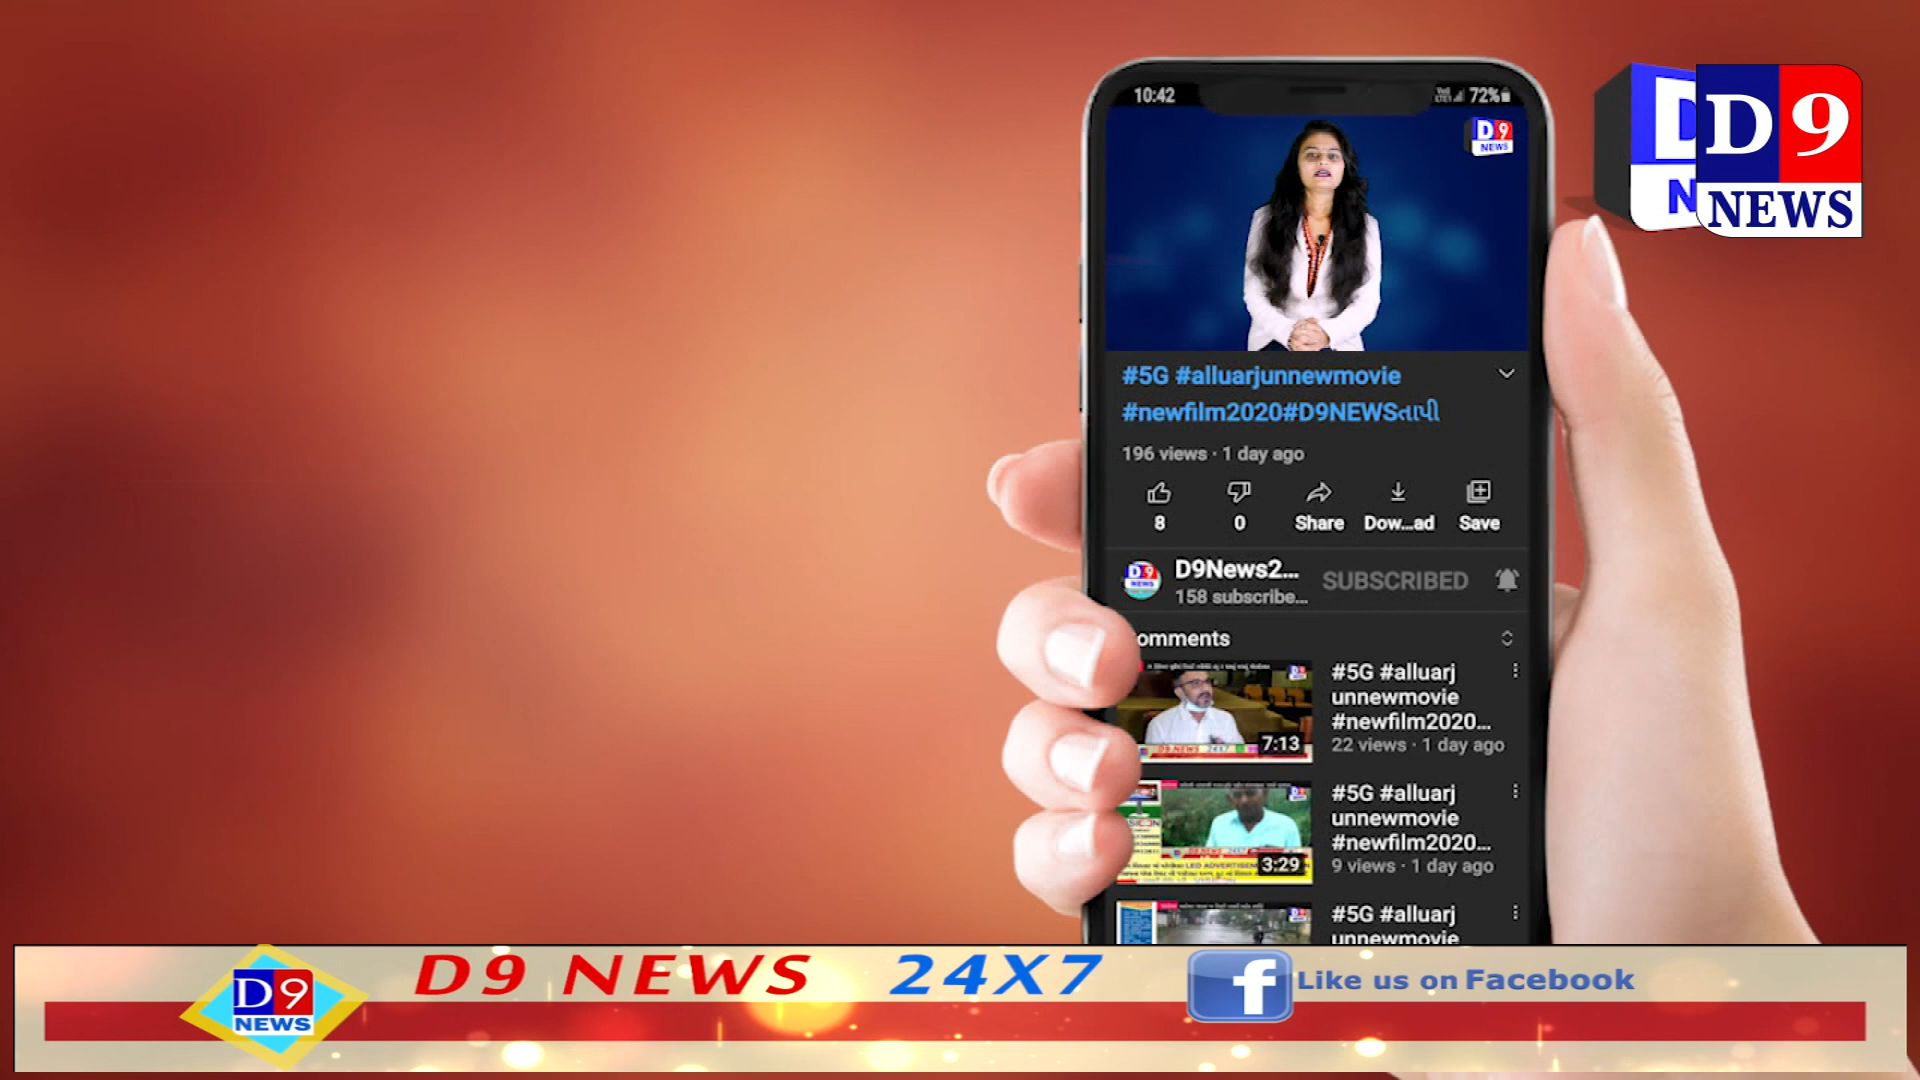 10:42
72%
D9
NEWS
D
N
D9
NEWS
#5G #alluarjunnewmovie
#newfilm2020#D9NEWSતાપી
196 views · 1 day ago
8
0
Share
Dow...ad
Save
D9News2...
SUBSCRIBED
158 subscribe...
omments
#5G #alluarj
unnewmovie
#newfilm2020...
22 views · 1 day ago
7:13
#5G #alluarj
unnewmovie
#newfilm2020...
9 views · 1 day ago
3:29
#5G #alluarj
unnewmovie
D9
NEWS
D9 NEWS 24X7
Like us on Facebook